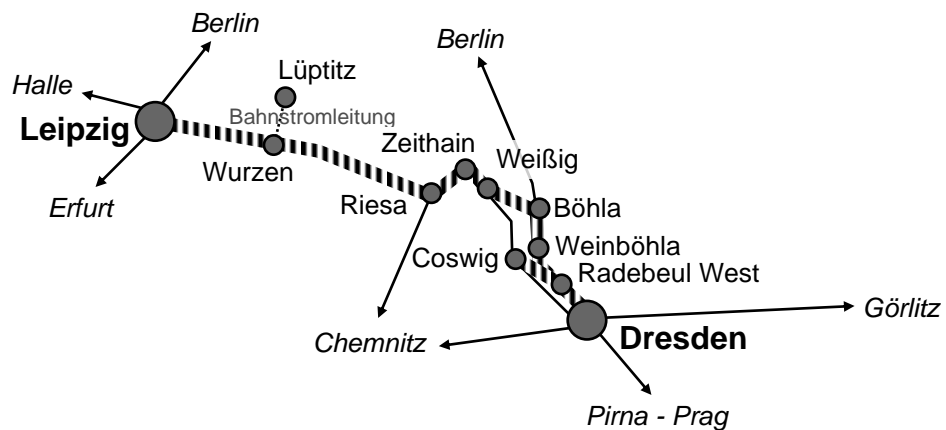 Berlin
Berlin
Lüptitz
Halle
Bahnstromleitung
Leipzig
Zeithain
Weißig
Wurzen
Erfurt
Riesa
Böhla
Weinböhla
Coswig
Radebeul West
Görlitz
Chemnitz
Dresden
Pirna - Prag